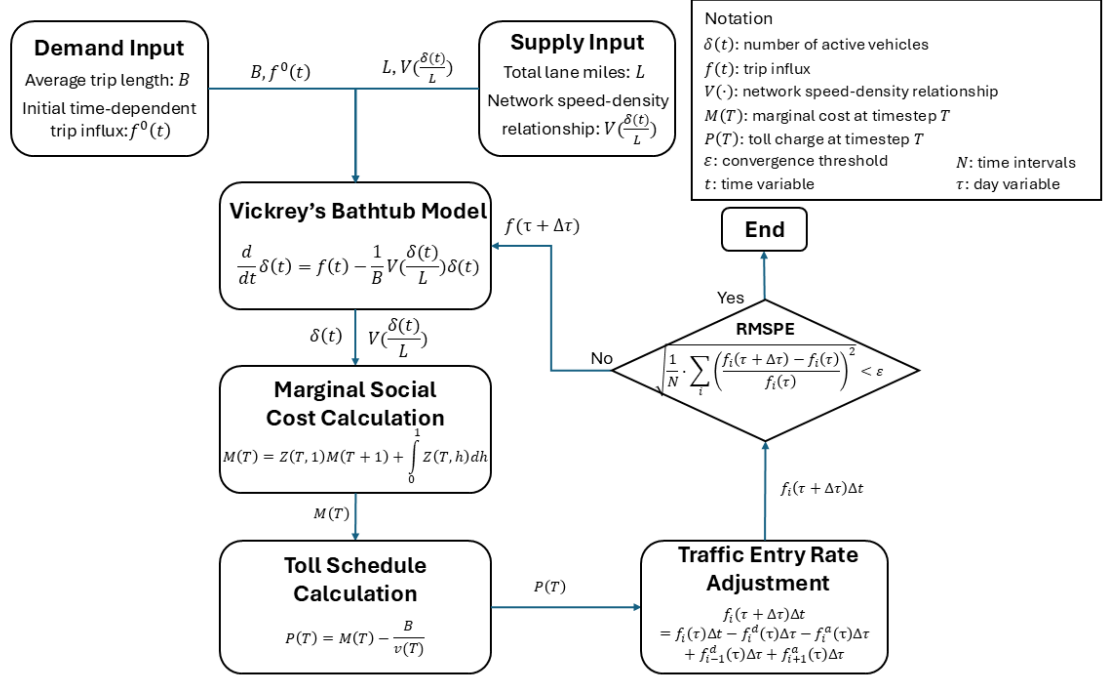 Demand Input
Average trip length: B
Initial time-dependent
trip influx:f⁰(t)
B, f⁰(t)
L, V(δ(t)/L)
Supply Input
Total lane miles: L
Network speed-density
relationship: V(δ(t)/L)
Notation
δ(t): number of active vehicles
f(t): trip influx
V(·): network speed-density relationship
M(T): marginal cost at timestep T
P(T): toll charge at timestep T
ε: convergence threshold N: time intervals
t: time variable τ: day variable
Vickrey's Bathtub Model
d/dt δ(t) = f(t) − 1/B V(δ(t)/L)δ(t)
f(τ + Δτ)
End
Yes
δ(t) V(δ(t)/L)
No
RMSPE
√(1/N · ∑ᵢ ((fᵢ(τ + Δτ) − fᵢ(τ))/fᵢ(τ))²) < ε
Marginal Social
Cost Calculation
M(T) = Z(T, 1)M(T + 1) + ∫₀¹ Z(T, h)dh
M(T)
fᵢ(τ + Δτ)Δt
Toll Schedule
Calculation
P(T) = M(T) − B/v(T)
P(T)
Traffic Entry Rate
Adjustment
fᵢ(τ + Δτ)Δt
= fᵢ(τ)Δt − fᵢᵈ(τ)Δτ − fᵢᵃ(τ)Δτ
+ fᵢ₋₁ᵈ(τ)Δτ + fᵢ₊₁ᵃ(τ)Δτ